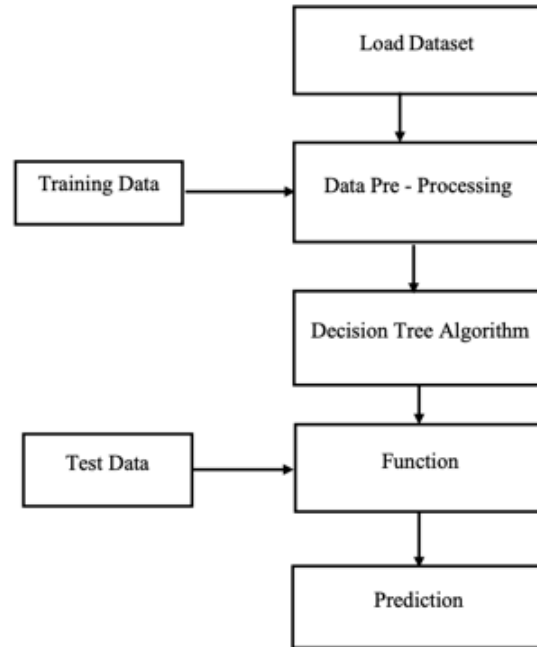 Load Dataset
Training Data
Data Pre - Processing
Decision Tree Algorithm
Test Data
Function
Prediction